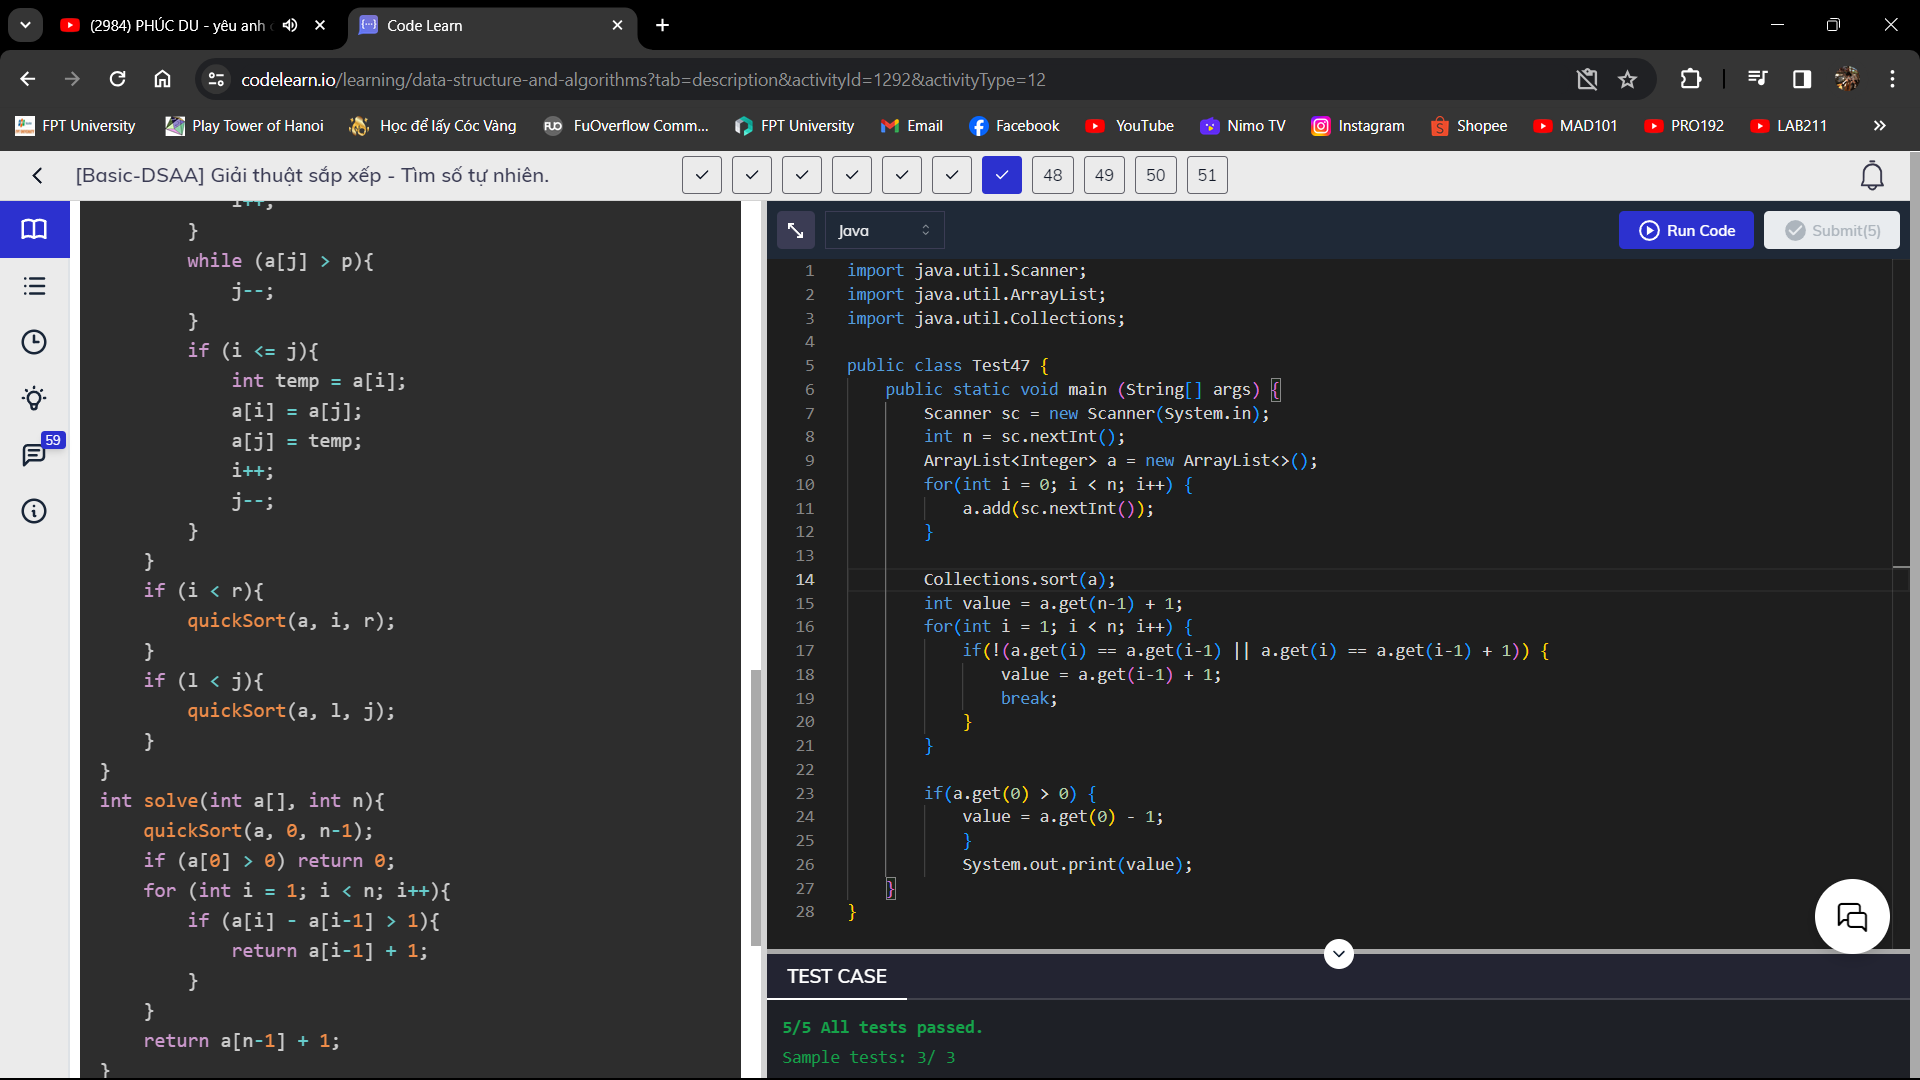 (2984) PHÚC DU - yêu anh
Code Learn
codelearn.io/learning/data-structure-and-algorithms?tab=description&activityId=1292&activityType=12
FPT University
Play Tower of Hanoi
Học để lấy Cóc Vàng
FuOverflow Comm...
FPT University
Email
Facebook
YouTube
Nimo TV
Instagram
Shopee
MAD101
PRO192
LAB211
[Basic-DSAA] Giải thuật sắp xếp - Tìm số tự nhiên.
48
49
50
51
59
i++;
}
while (a[j] > p){
j--;
}
if (i <= j){
int temp = a[i];
a[i] = a[j];
a[j] = temp;
i++;
j--;
}
}
if (i < r){
quickSort(a, i, r);
}
if (l < j){
quickSort(a, l, j);
}
}
int solve(int a[], int n){
quickSort(a, 0, n-1);
if (a[0] > 0) return 0;
for (int i = 1; i < n; i++){
if (a[i] - a[i-1] > 1){
return a[i-1] + 1;
}
}
return a[n-1] + 1;
}
Java
Run Code
Submit(5)
1 import java.util.Scanner;
2 import java.util.ArrayList;
3 import java.util.Collections;
4
5 public class Test47 {
6 public static void main (String[] args) {
7 Scanner sc = new Scanner(System.in);
8 int n = sc.nextInt();
9 ArrayList<Integer> a = new ArrayList<>();
10 for(int i = 0; i < n; i++) {
11 a.add(sc.nextInt());
12 }
13
14 Collections.sort(a);
15 int value = a.get(n-1) + 1;
16 for(int i = 1; i < n; i++) {
17 if(!(a.get(i) == a.get(i-1) || a.get(i) == a.get(i-1) + 1)) {
18 value = a.get(i-1) + 1;
19 break;
20 }
21 }
22
23 if(a.get(0) > 0) {
24 value = a.get(0) - 1;
25 }
26 System.out.print(value);
27 }
28 }
TEST CASE
5/5 All tests passed.
Sample tests: 3/ 3